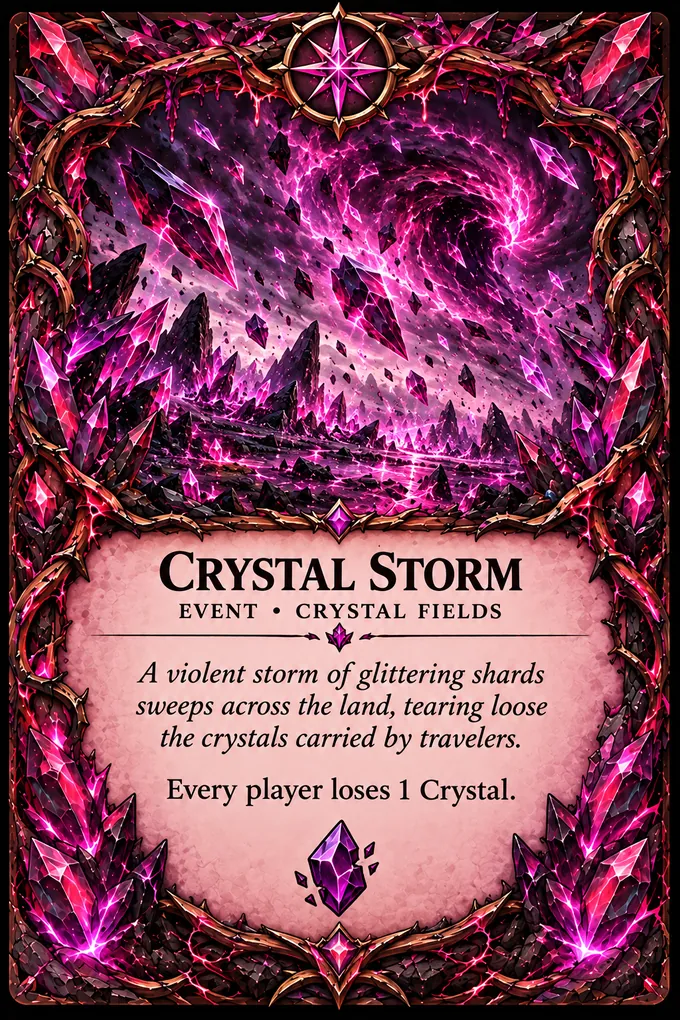 Crystal Storm
Event • Crystal Fields
A violent storm of glittering shards
sweeps across the land, tearing loose
the crystals carried by travelers.
Every player loses 1 Crystal.